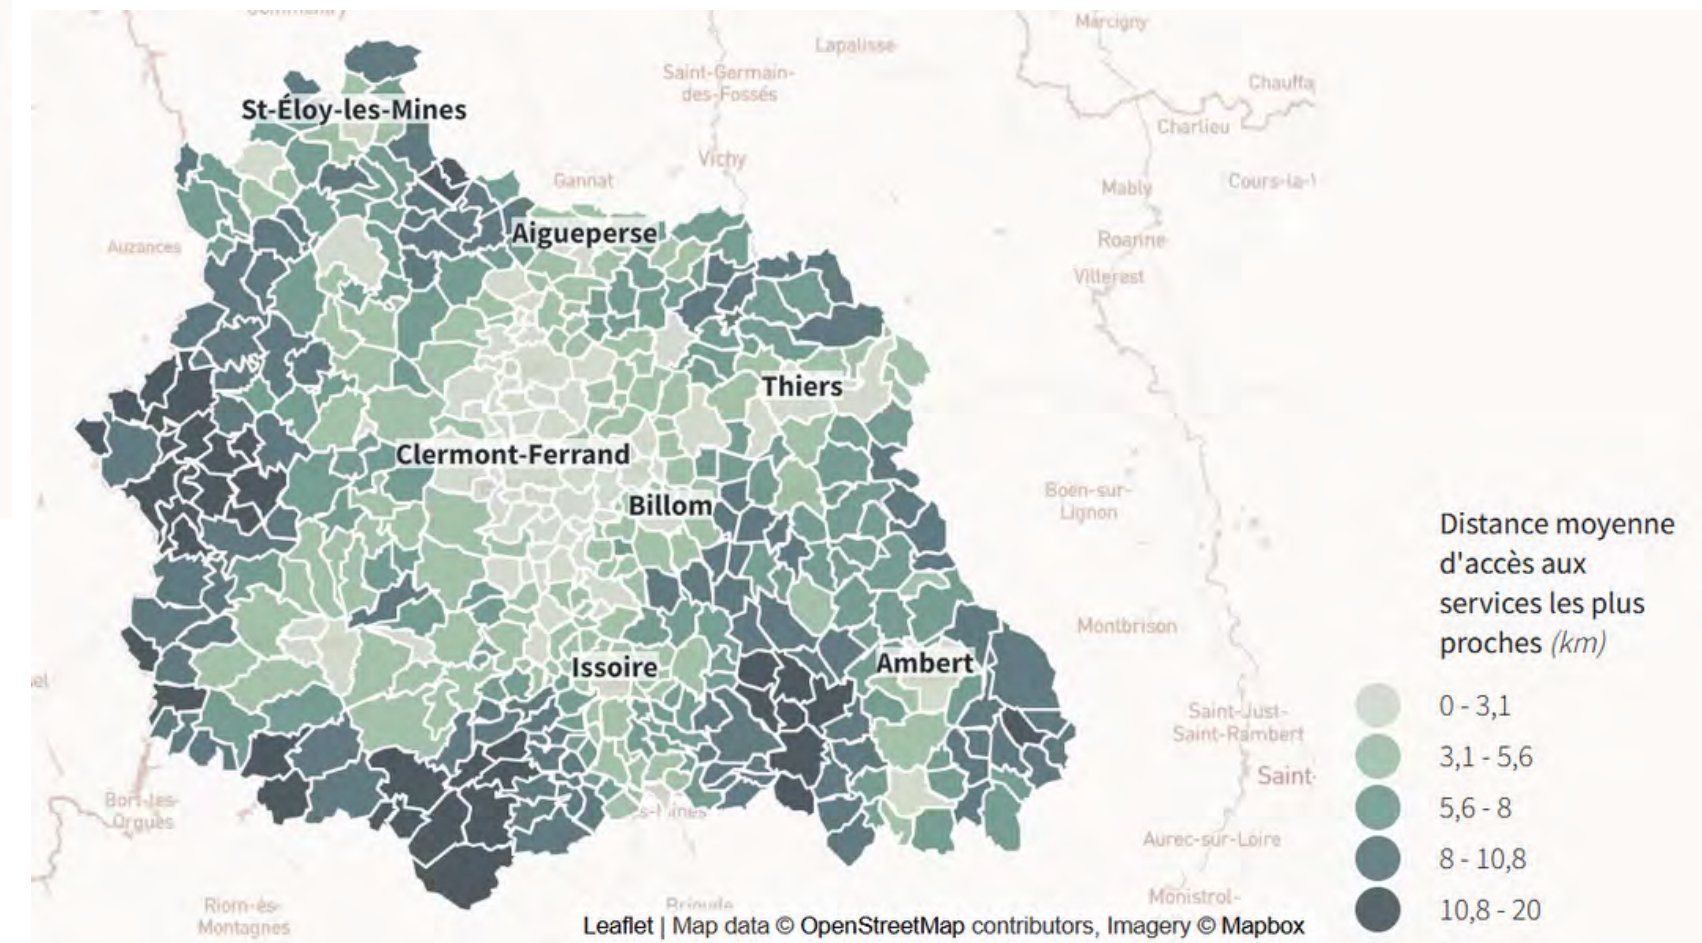 Marcigny
Lapalisse
Saint-Germain-
des-Fossés
Chauffa
St-Éloy-les-Mines
Charlieu
Vichy
Gannat
Mably
Cours-la-V
Aigueperse
Auzances
Roanne
Villerest
Thiers
Clermont-Ferrand
Boën-sur-
Lignon
Billom
Distance moyenne
d'accès aux
services les plus
proches (km)
Montbrison
Issoire
Ambert
el
Saint-Just-
Saint-Rambert
0 - 3,1
3,1 - 5,6
Saint-
Bort-les-
Orgues
s-Mines
5,6 - 8
Aurec-sur-Loire
8 - 10,8
Monistrol-
Riom-ès-
Montagnes
Brioude
10,8 - 20
Leaflet | Map data © OpenStreetMap contributors, Imagery © Mapbox